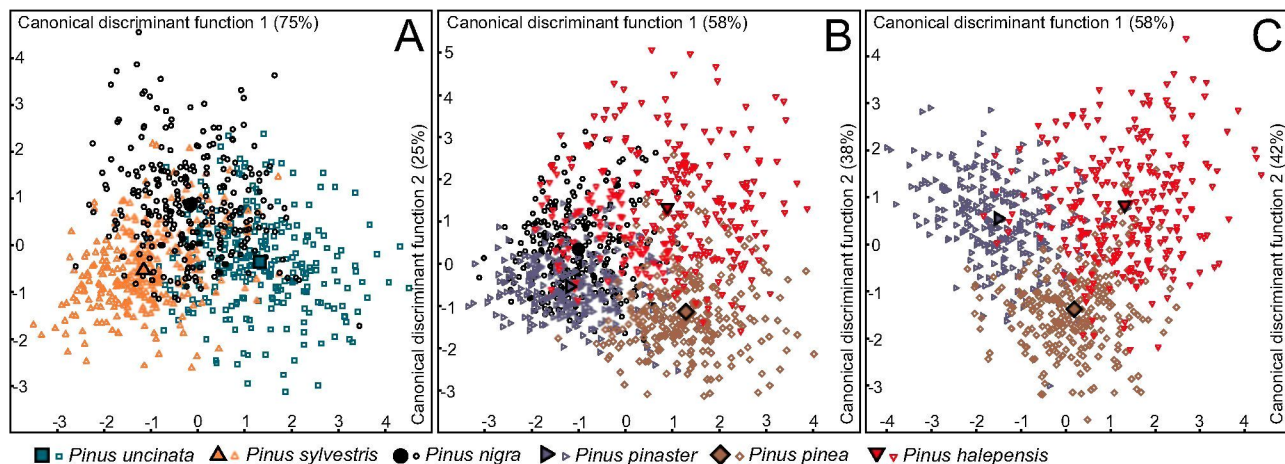 Canonical discriminant function 1 (75%)
A
4
3
2
1
0
-1
-2
-3
-3 -2 -1 0 1 2 3 4
Canonical discriminant function 2 (25%)
Canonical discriminant function 1 (58%)
B
5
4
3
2
1
0
-1
-2
-3
-3 -2 -1 0 1 2 3 4
Canonical discriminant function 2 (38%)
Canonical discriminant function 1 (58%)
C
4
3
2
1
0
-1
-2
-3
-4 -3 -2 -1 0 1 2 3 4
Canonical discriminant function 2 (42%)
Pinus uncinata Pinus sylvestris Pinus nigra Pinus pinaster Pinus pinea Pinus halepensis